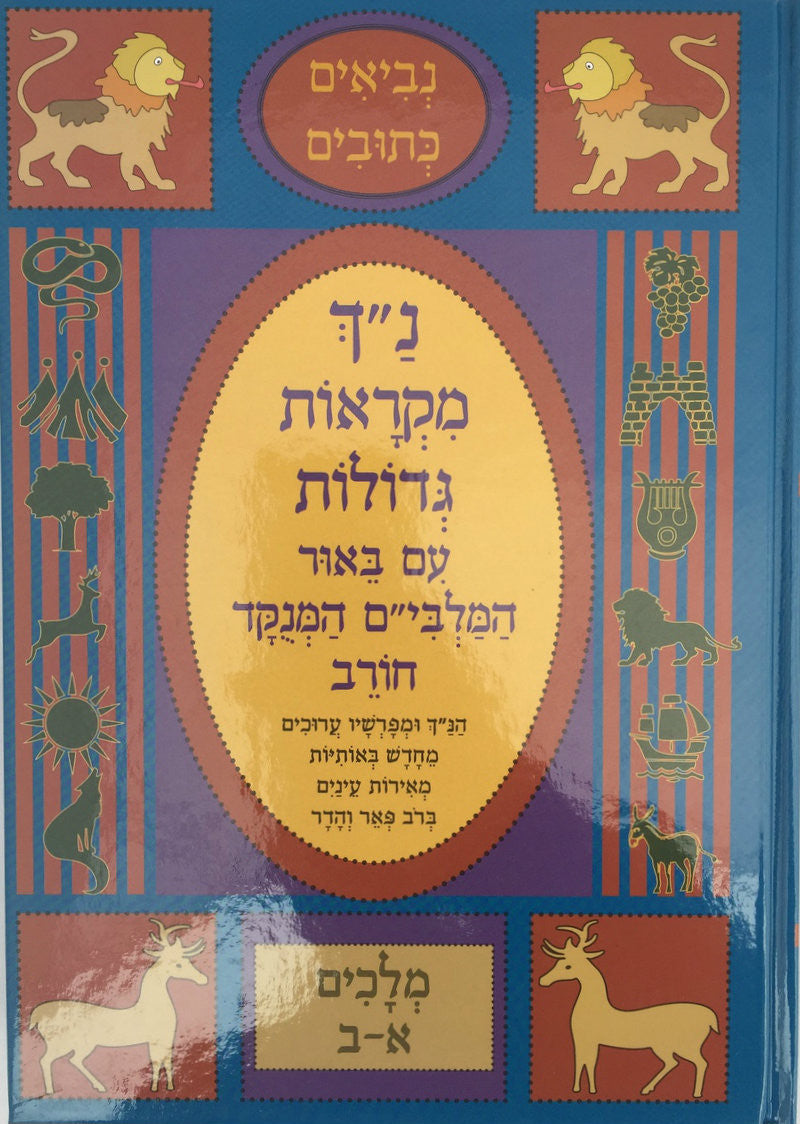 נְבִיאִים
כְּתוּבִים
נַ״ךְ
מִקְרָאוֹת
גְּדוֹלוֹת
עִם בֵּאוּר
הַמַּלְבִּי״ם הַמְּנֻקָּד
חוֹרֵב
הַנַּ״ךְ וּמְפָרְשָׁיו עֲרוּכִים
מֵחָדָשׁ בְּאוֹתִיּוֹת
מְאִירוֹת עֵינַיִם
בְּרֹב פְּאֵר וְהָדָר
מְלָכִים
א-ב